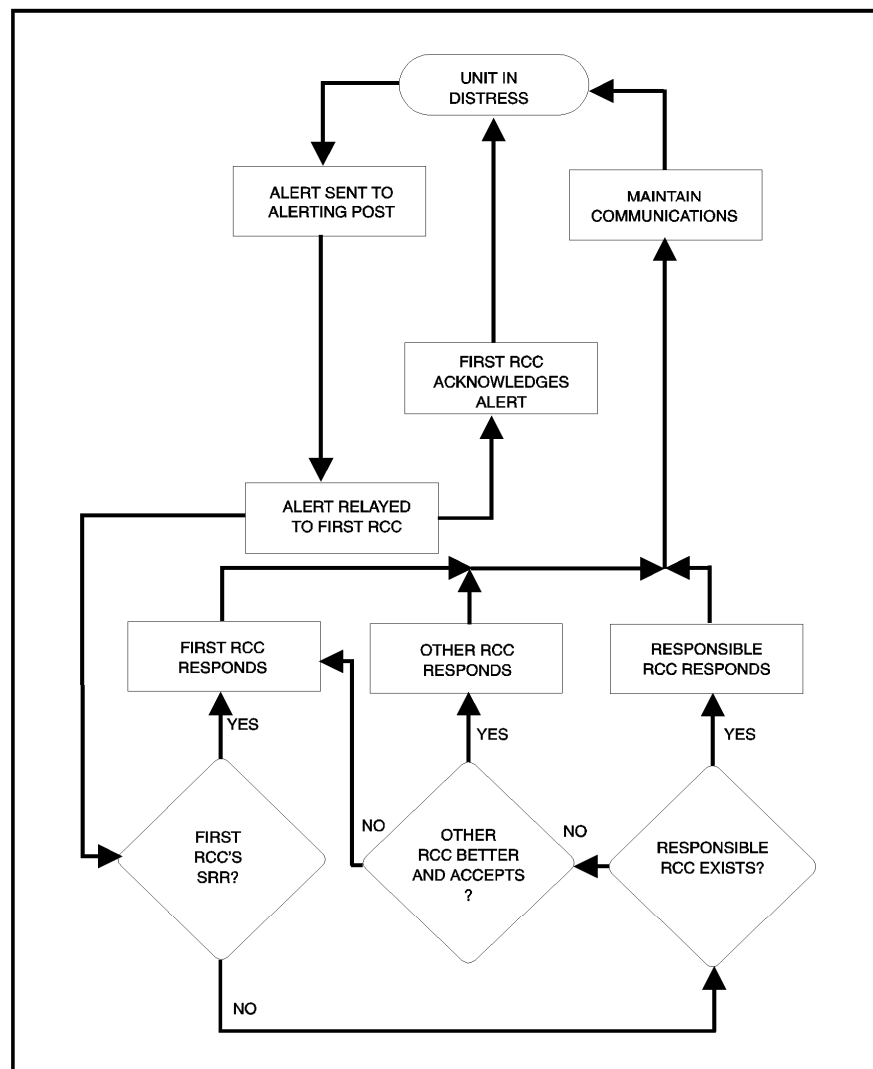 UNIT IN
DISTRESS
ALERT SENT TO
ALERTING POST
MAINTAIN
COMMUNICATIONS
FIRST RCC
ACKNOWLEDGES
ALERT
ALERT RELAYED
TO FIRST RCC
FIRST RCC
RESPONDS
OTHER RCC
RESPONDS
RESPONSIBLE
RCC RESPONDS
YES
YES
YES
FIRST
RCC'S
SRR?
NO
OTHER
RCC BETTER
AND ACCEPTS
?
NO
RESPONSIBLE
RCC EXISTS?
NO